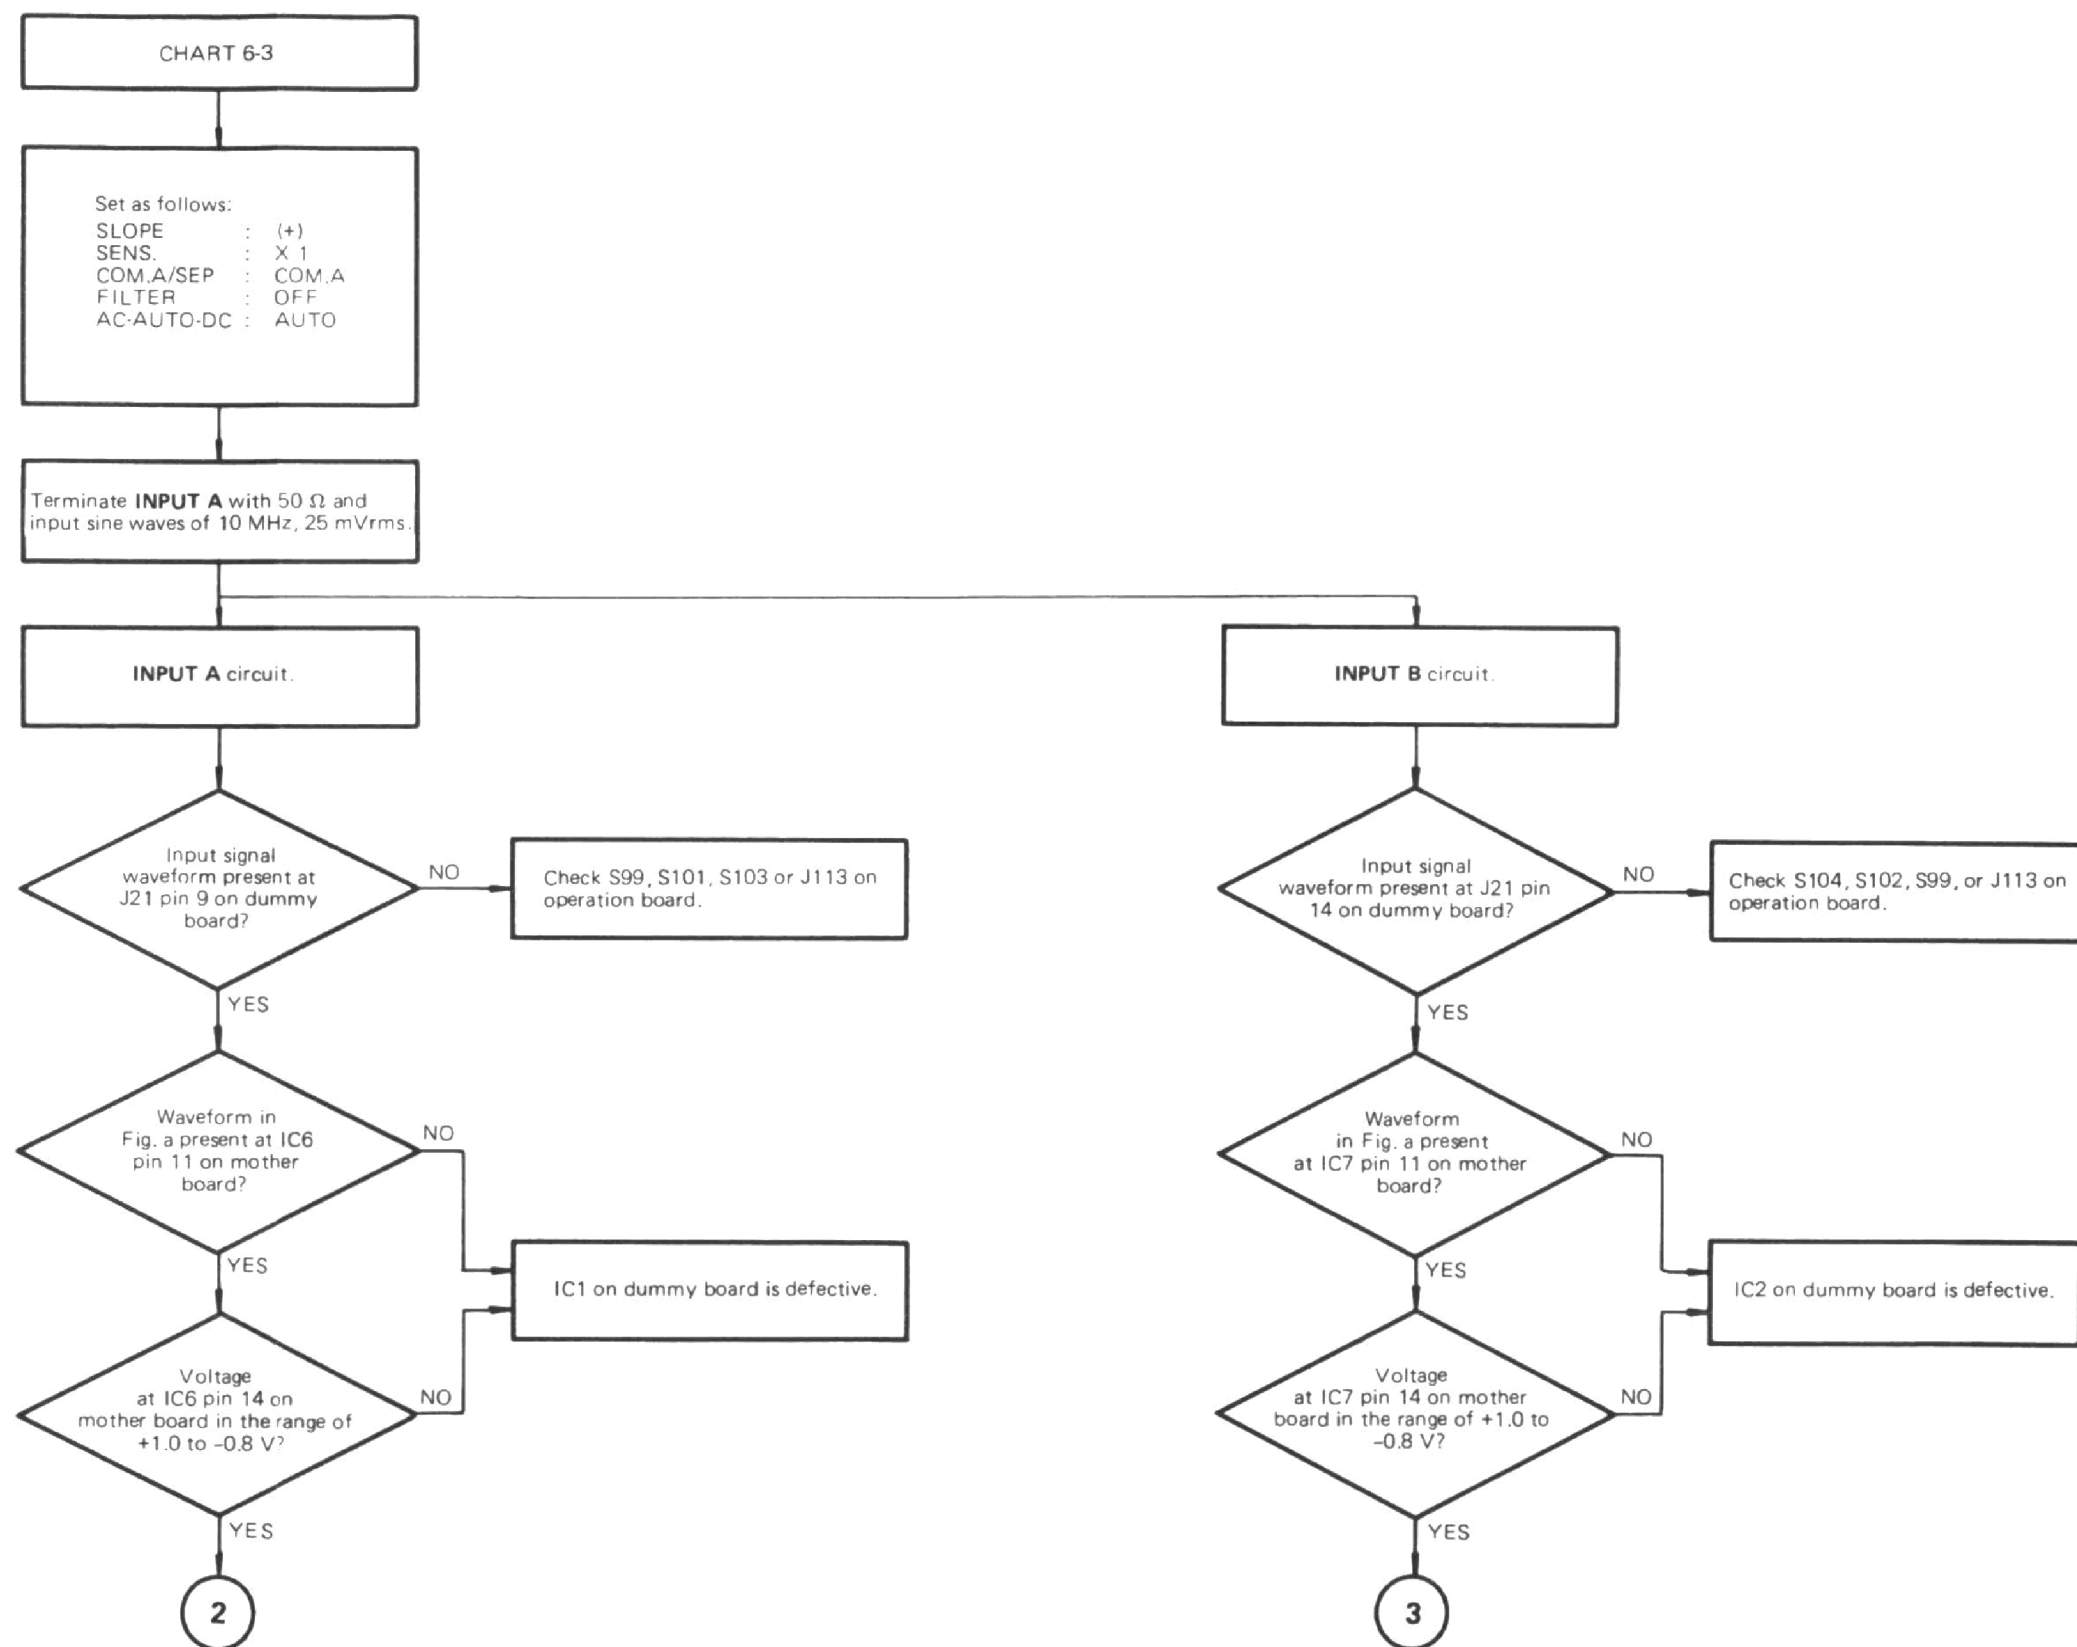 CHART 6-3
Set as follows:
SLOPE : (+)
SENS. : X 1
COM.A/SEP : COM.A
FILTER : OFF
AC-AUTO-DC : AUTO
Terminate INPUT A with 50 Ω and
input sine waves of 10 MHz, 25 mVrms.
INPUT A circuit.
Input signal
waveform present at
J21 pin 9 on dummy
board?
NO
Check S99, S101, S103 or J113 on
operation board.
YES
Waveform in
Fig. a present at IC6
pin 11 on mother
board?
NO
YES
IC1 on dummy board is defective.
Voltage
at IC6 pin 14 on
mother board in the range of
+1.0 to –0.8 V?
NO
YES
2
INPUT B circuit.
Input signal
waveform present at J21 pin
14 on dummy board?
NO
Check S104, S102, S99, or J113 on
operation board.
YES
Waveform
in Fig. a present
at IC7 pin 11 on mother
board?
NO
YES
IC2 on dummy board is defective.
Voltage
at IC7 pin 14 on mother
board in the range of +1.0 to
–0.8 V?
NO
YES
3